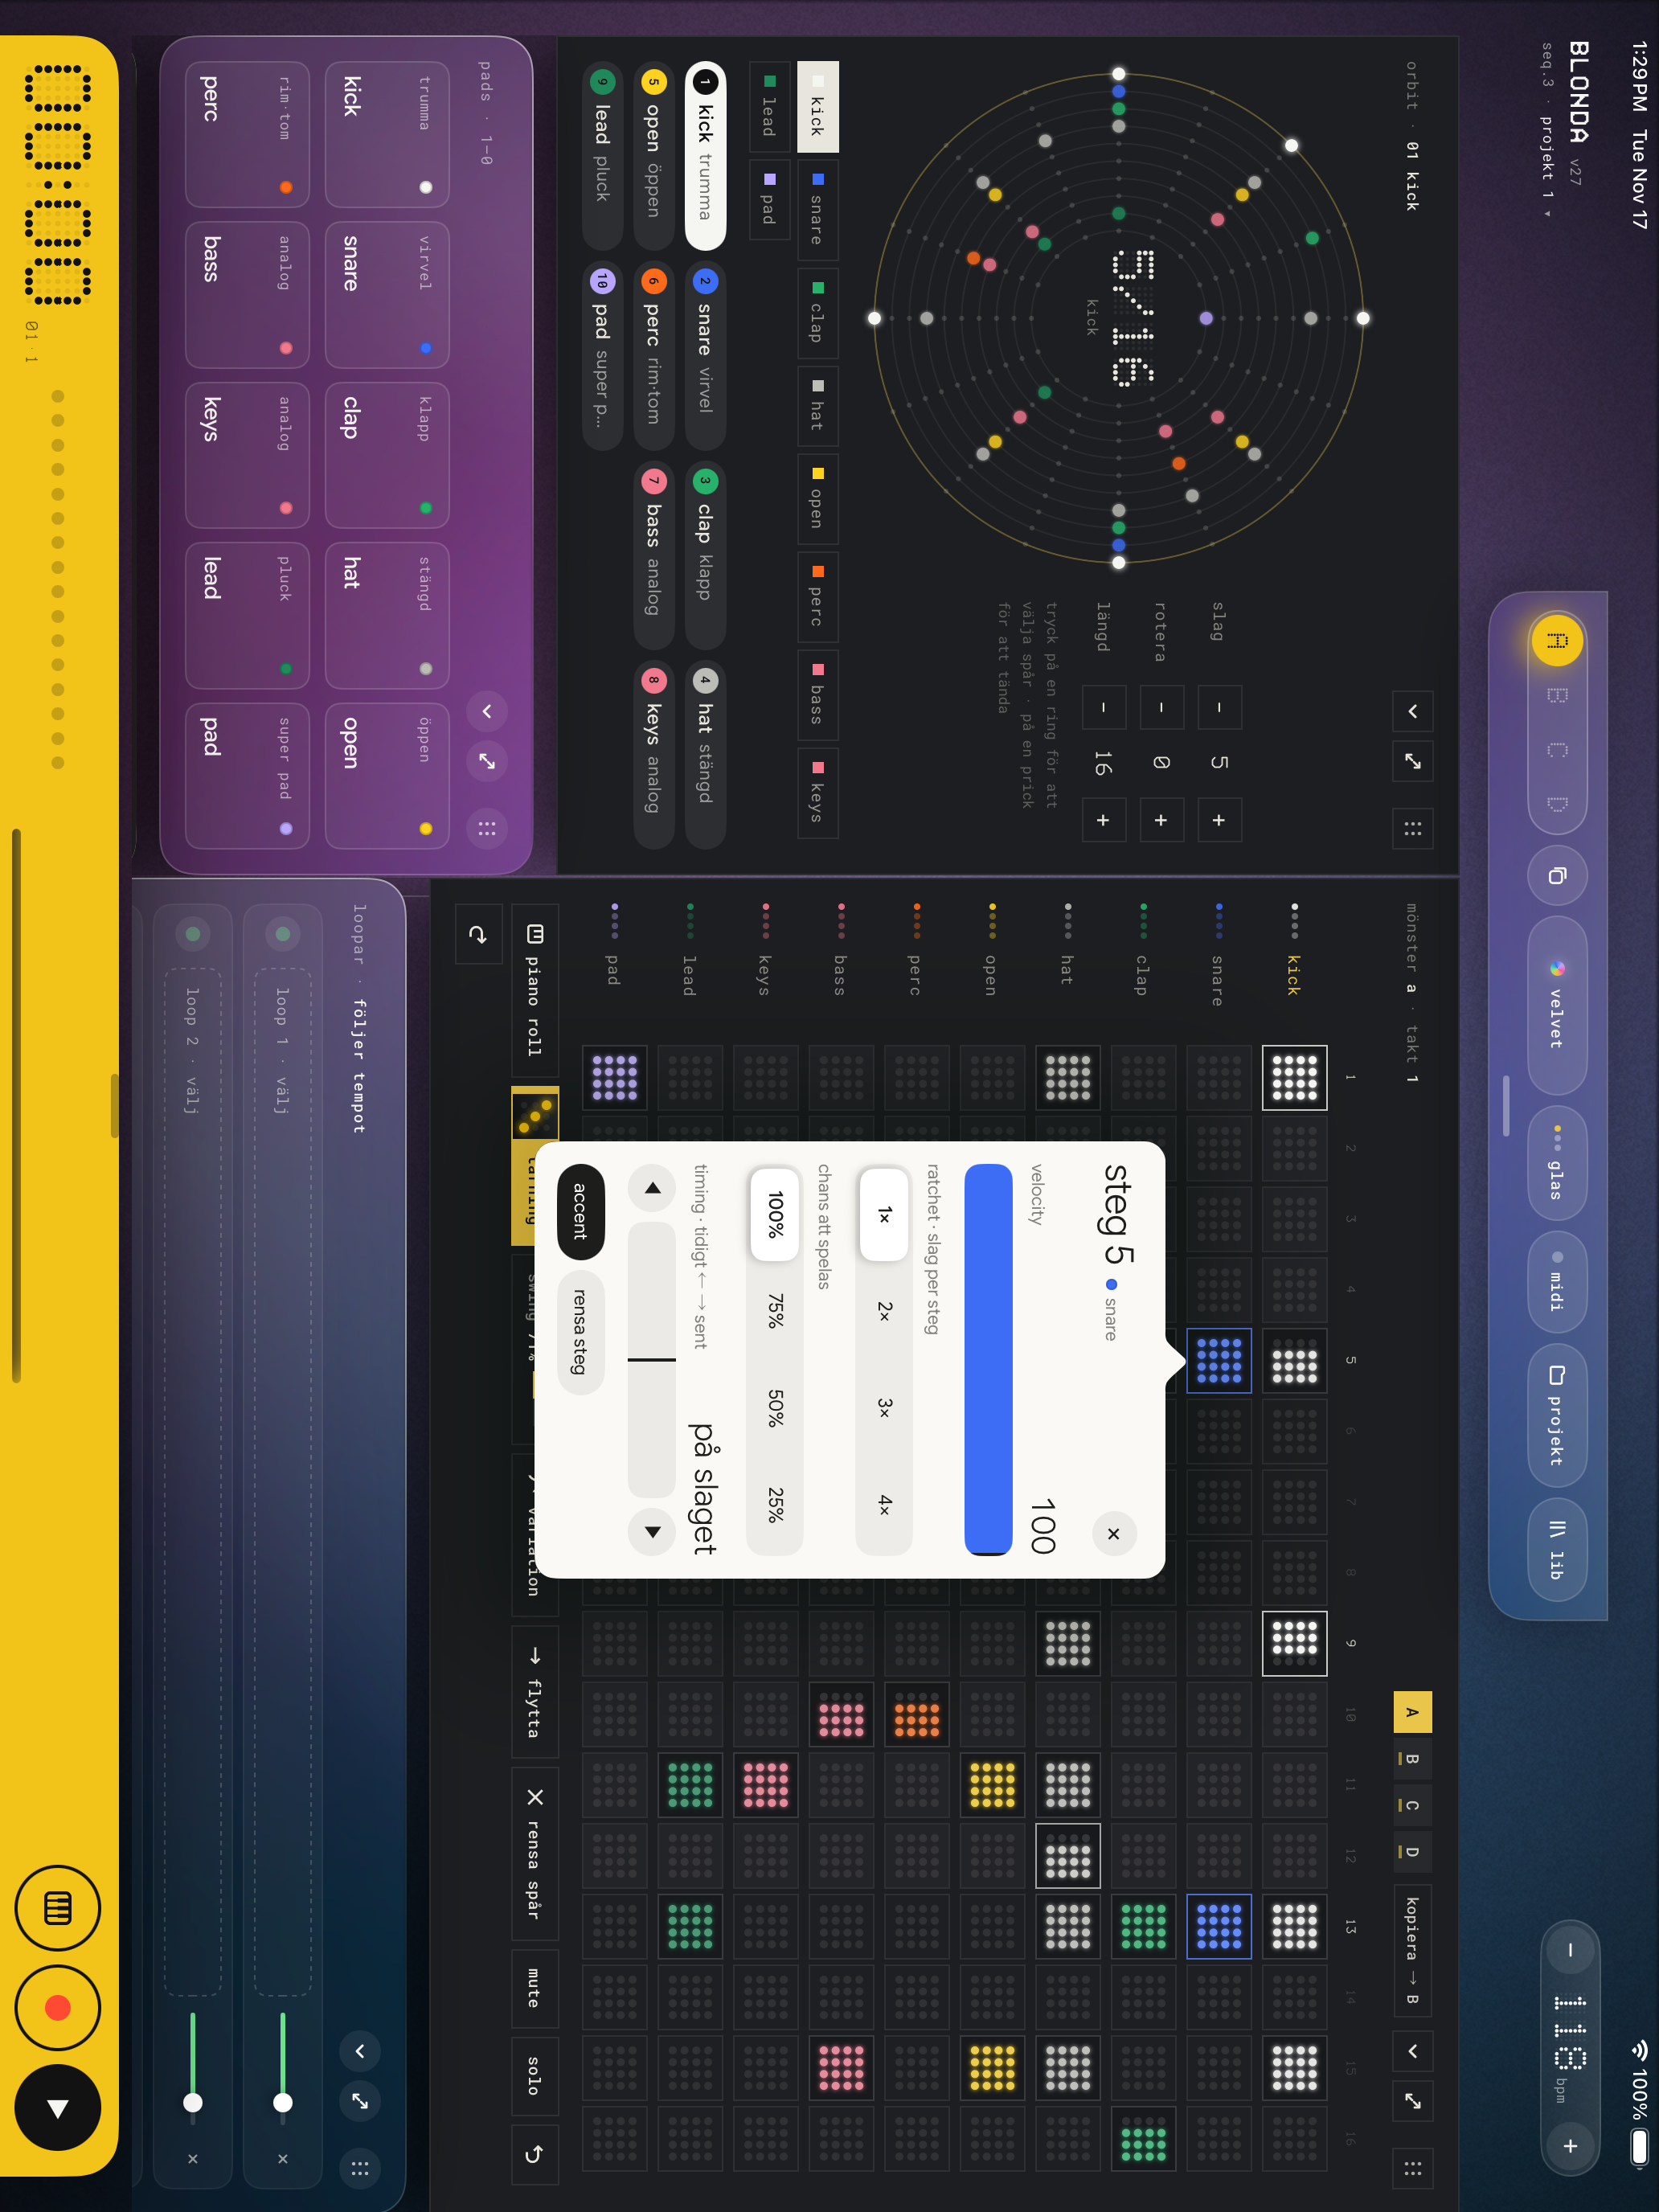 1:29 PM Tue Nov 17
100%
BLONDA v27
seq.3 · projekt 1 ▾
A B C D
velvet
glas
midi
projekt
lib
− 118 bpm +
orbit · 01 kick
5/16
kick
slag − 5 +
rotera − 0 +
längd − 16 +
tryck på en ring för att
välja spår · på en prick
för att tända
kick snare clap hat open perc bass keys
lead pad
1 kick trumma 2 snare virvel 3 clap klapp 4 hat stängd
5 open öppen 6 perc rim·tom 7 bass analog 8 keys analog
9 lead pluck 10 pad super p...
pads · 1–0
trumma virvel klapp stängd öppen
kick snare clap hat open
rim·tom analog analog pluck super pad
perc bass keys lead pad
mönster a · takt 1
A B C D kopiera → B
1 2 3 4 5 6 7 8 9 10 11 12 13 14 15 16
kick
snare
clap
hat
open
perc
bass
keys
lead
pad
steg 5 snare ×
velocity 100
ratchet · slag per steg
1× 2× 3× 4×
chans att spelas
100% 75% 50% 25%
timing · tidigt ← → sent på slaget
accent rensa steg
piano roll
→ flytta × rensa spår mute solo
loopar · följer tempot
loop 1 · välj ×
loop 2 · välj ×
00:00 01·1